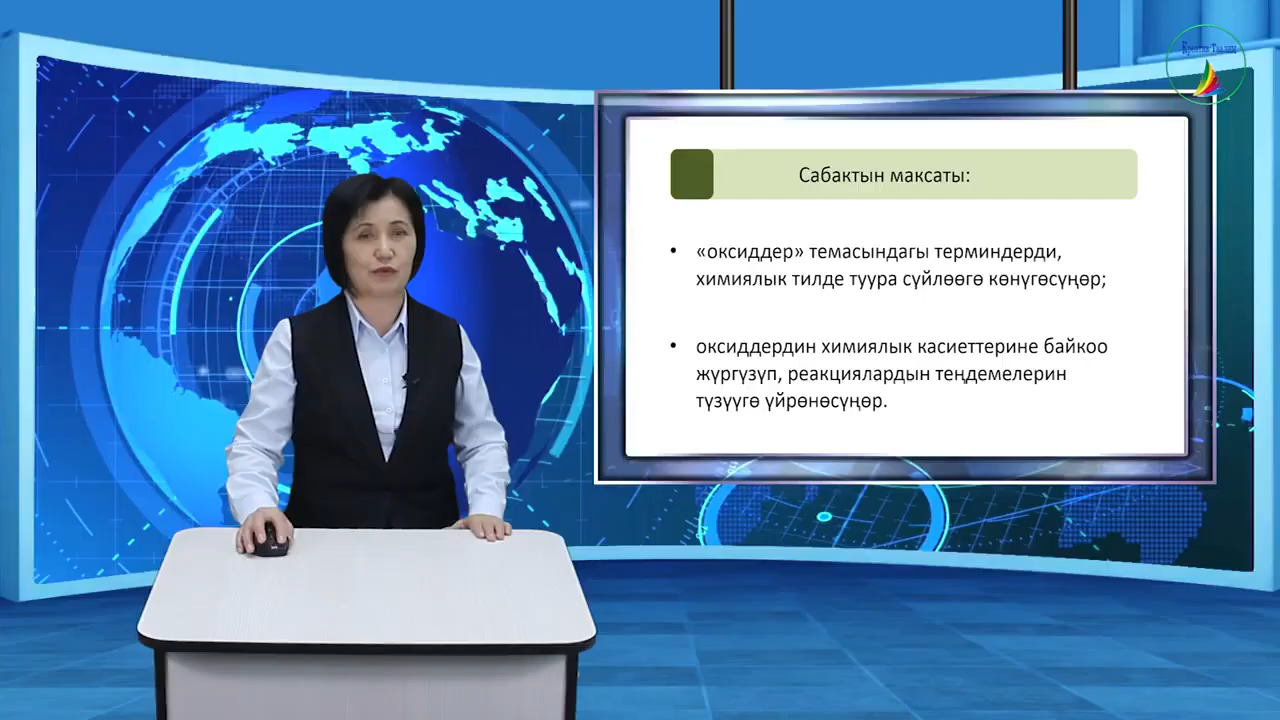 Сабактын максаты:
• «оксиддер» темасындагы терминдерди,
химиялык тилде туура сүйлөөгө көнүгөсүңөр;
• оксиддердин химиялык касиеттерине байкоо
жүргүзүп, реакциялардын теңдемелерин
түзүүгө үйрөнөсүңөр.